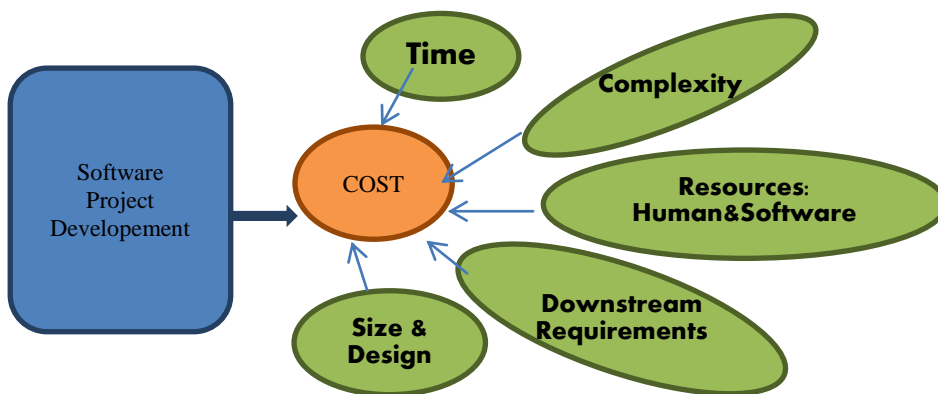 Time
Complexity
Software
Project
Developement
COST
Resources:
Human&Software
Downstream
Requirements
Size &
Design